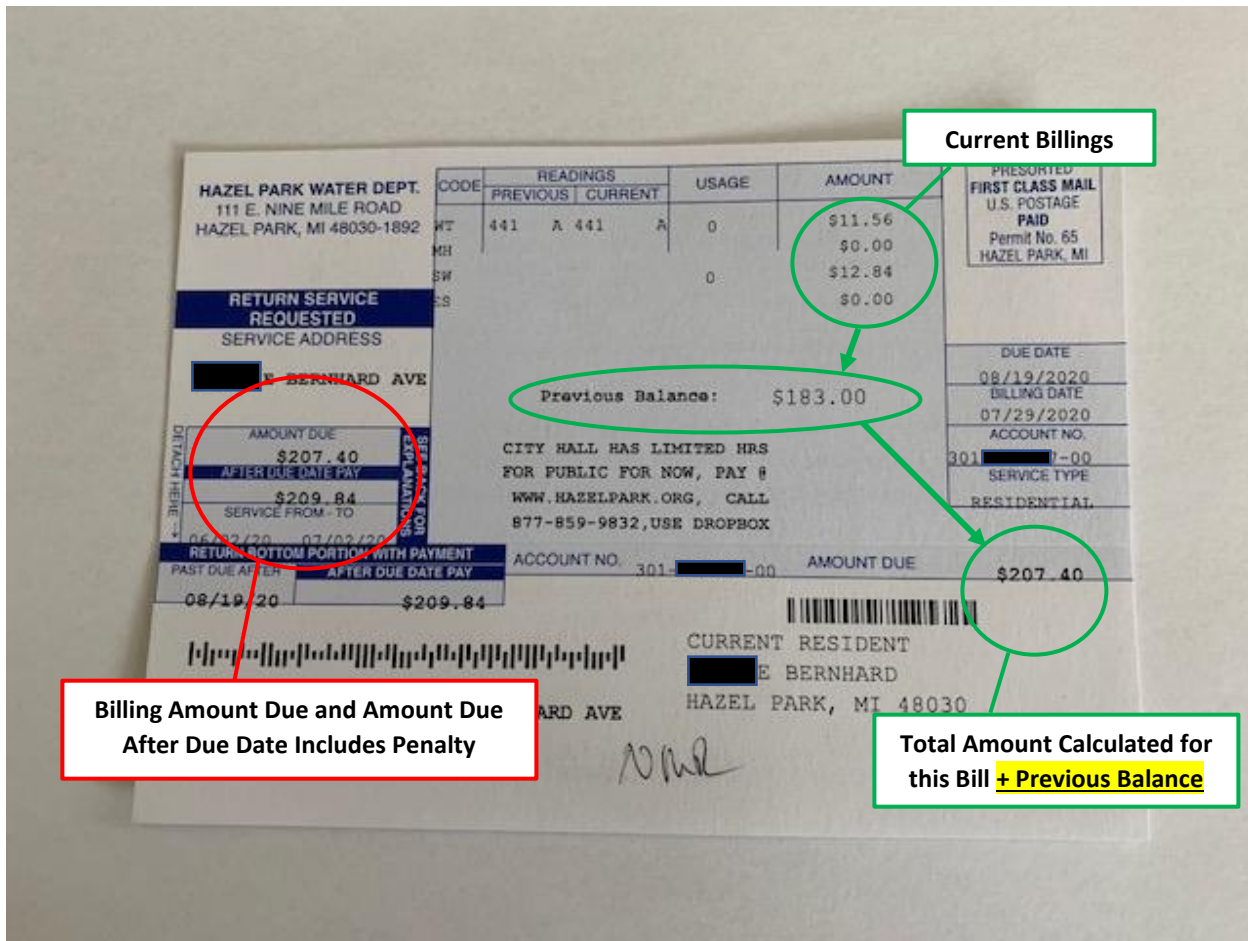 Current Billings
HAZEL PARK WATER DEPT.
111 E. NINE MILE ROAD
HAZEL PARK, MI 48030-1892
RETURN SERVICE
REQUESTED
SERVICE ADDRESS
E BERNHARD AVE
CODE READINGS USAGE AMOUNT
PREVIOUS CURRENT
WT 441 A 441 A 0 $11.56
MH $0.00
SW 0 $12.84
SS $0.00
Previous Balance: $183.00
CITY HALL HAS LIMITED HRS
FOR PUBLIC FOR NOW, PAY @
WWW.HAZELPARK.ORG, CALL
877-859-9832,USE DROPBOX
PRESORTED
FIRST CLASS MAIL
U.S. POSTAGE
PAID
Permit No. 65
HAZEL PARK, MI
DUE DATE
08/19/2020
BILLING DATE
07/29/2020
ACCOUNT NO.
301 7-00
SERVICE TYPE
RESIDENTIAL
DETACH HERE →
AMOUNT DUE
$207.40
AFTER DUE DATE PAY
$209.84
SERVICE FROM - TO
06/02/20 07/02/20
SEE BACK FOR
EXPLANATIONS
RETURN BOTTOM PORTION WITH PAYMENT
PAST DUE AFTER AFTER DUE DATE PAY
08/19/20 $209.84
ACCOUNT NO. 301- -00 AMOUNT DUE $207.40
CURRENT RESIDENT
E BERNHARD
HAZEL PARK, MI 48030
ARD AVE
Billing Amount Due and Amount Due
After Due Date Includes Penalty
Total Amount Calculated for
this Bill + Previous Balance